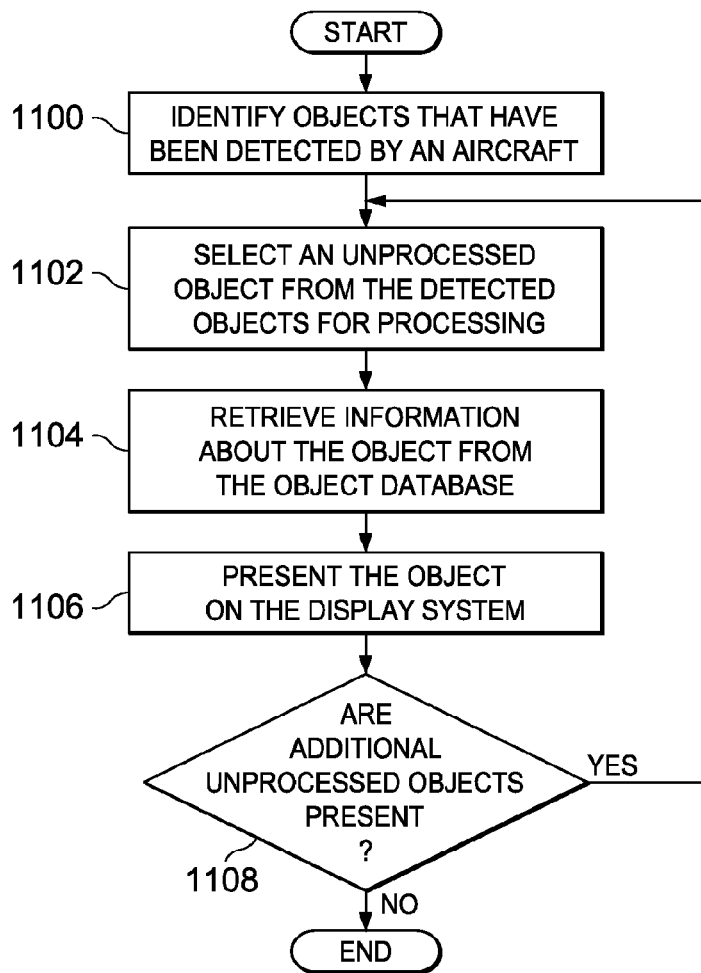 START
1100
IDENTIFY OBJECTS THAT HAVE
BEEN DETECTED BY AN AIRCRAFT
1102
SELECT AN UNPROCESSED
OBJECT FROM THE DETECTED
OBJECTS FOR PROCESSING
1104
RETRIEVE INFORMATION
ABOUT THE OBJECT FROM
THE OBJECT DATABASE
1106
PRESENT THE OBJECT
ON THE DISPLAY SYSTEM
ARE
ADDITIONAL
UNPROCESSED OBJECTS
PRESENT
?
YES
1108
NO
END